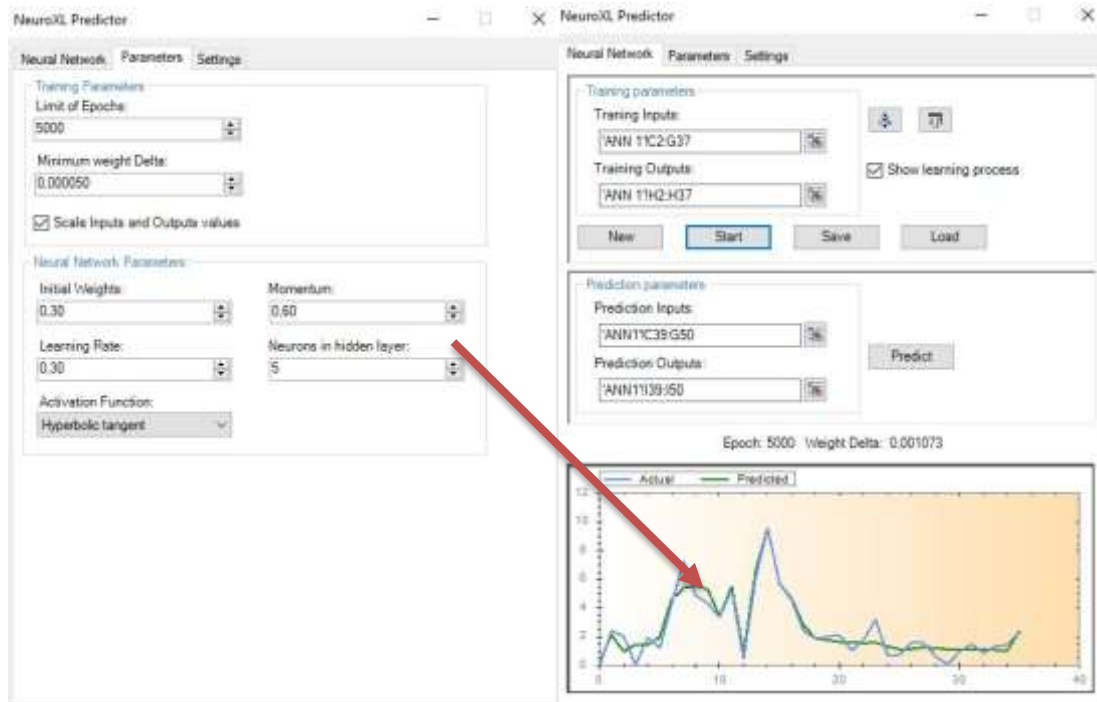 NeuroXL Predictor
Neural Network Parameters Settings
Training Parameters
Limit of Epochs:
5000
Minimum weight Delta:
0.000050
Scale Inputs and Outputs values
Neural Network Parameters
Initial Weights: Momentum:
0.30 0.60
Learning Rate: Neurons in hidden layer:
0.30 5
Activation Function:
Hyperbolic tangent
NeuroXL Predictor
Neural Network Parameters Settings
Training parameters
Traning Inputs:
'ANN 1'!C2:G37
Training Outputs:
'ANN 1'!H2:H37
Show learning process
New Start Save Load
Prediction parameters
Prediction Inputs:
'ANN1'!C39:G50
Prediction Outputs:
'ANN1'!I39:I50
Predict
Epoch: 5000 Weight Delta: 0.001073
Actual Predicted
12
10
8
6
4
2
0
0 10 20 30 40